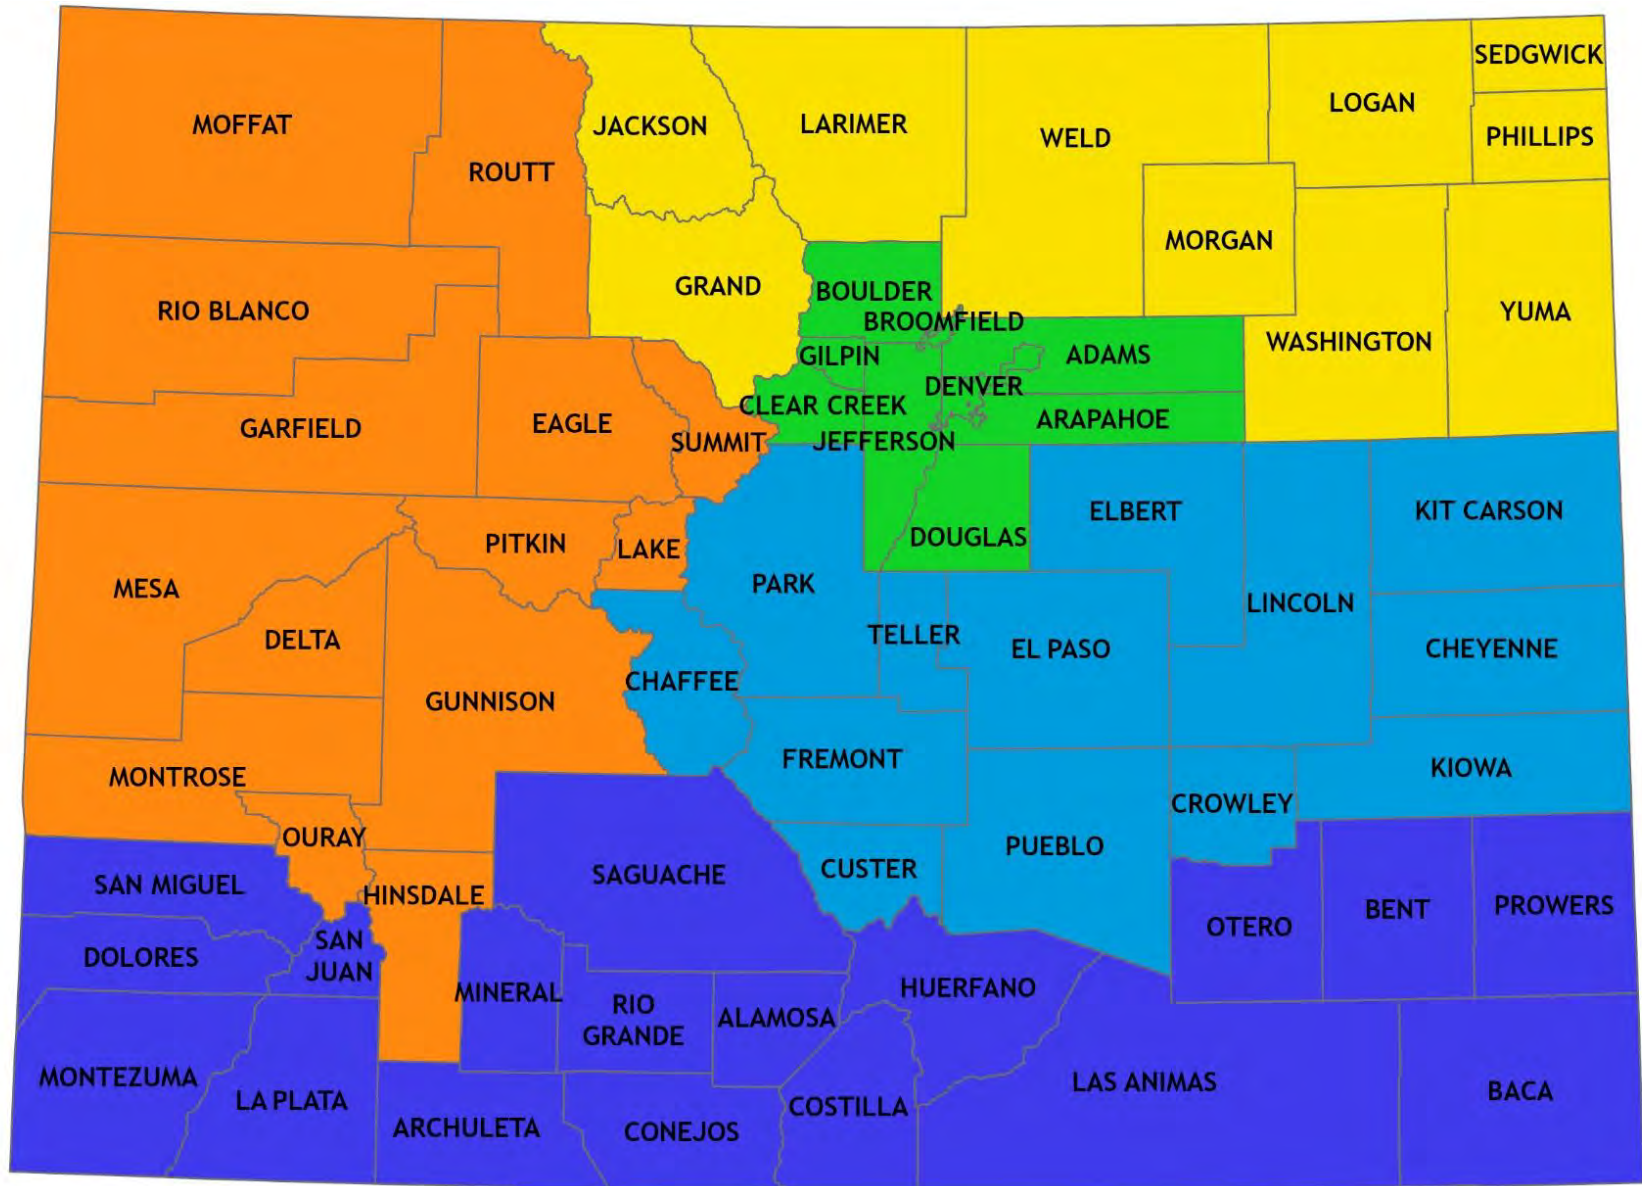 SEDGWICK
LOGAN
MOFFAT
JACKSON
LARIMER
WELD
PHILLIPS
ROUTT
MORGAN
GRAND
BOULDER
RIO BLANCO
YUMA
BROOMFIELD
WASHINGTON
GILPIN
ADAMS
DENVER
CLEAR CREEK
ARAPAHOE
EAGLE
GARFIELD
SUMMIT
JEFFERSON
ELBERT
KIT CARSON
DOUGLAS
PITKIN
LAKE
PARK
MESA
LINCOLN
DELTA
TELLER
EL PASO
CHEYENNE
CHAFFEE
GUNNISON
FREMONT
KIOWA
MONTROSE
CROWLEY
OURAY
PUEBLO
CUSTER
SAGUACHE
SAN MIGUEL
HINSDALE
PROWERS
BENT
OTERO
SAN
JUAN
DOLORES
HUERFANO
MINERAL
RIO
GRANDE
ALAMOSA
MONTEZUMA
LAS ANIMAS
BACA
LA PLATA
COSTILLA
ARCHULETA
CONEJOS